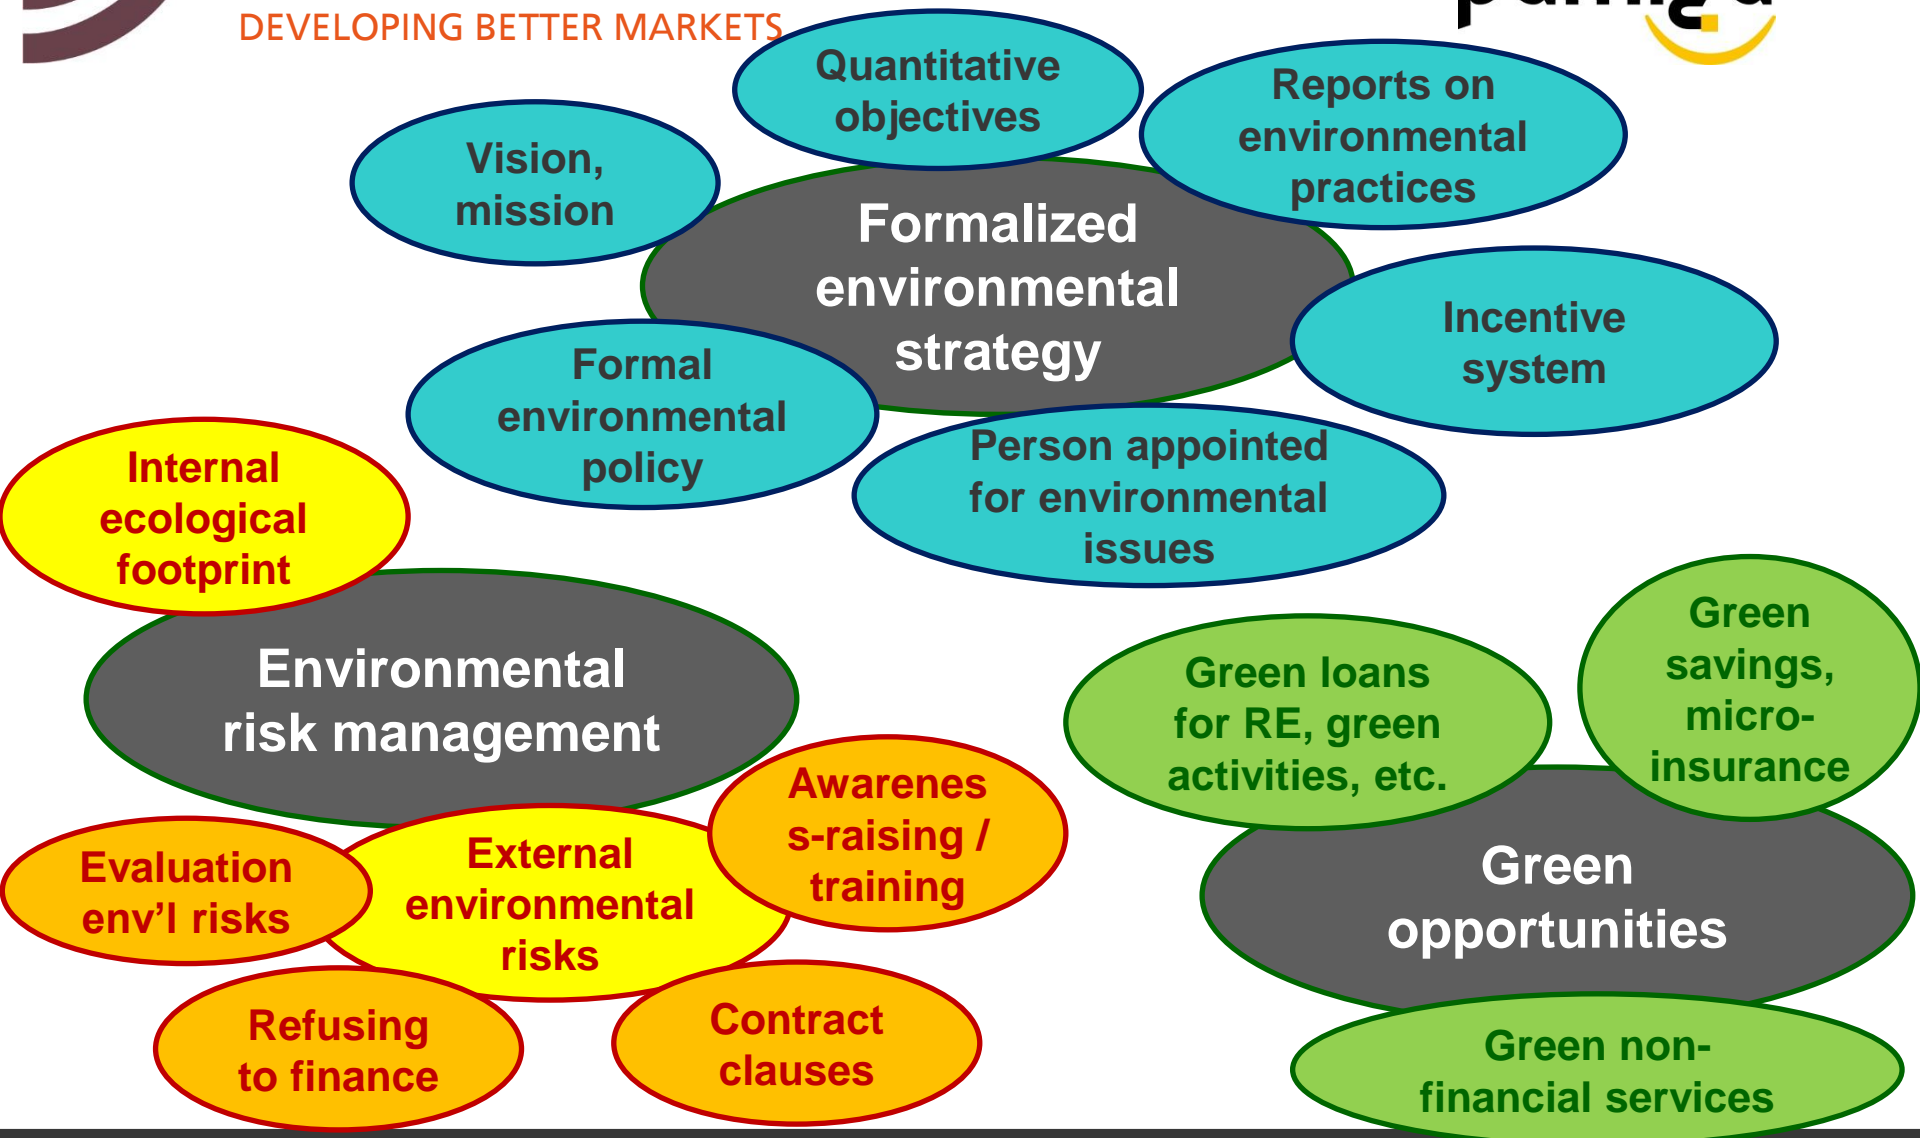 DEVELOPING BETTER MARKETS
Quantitative
objectives
Reports on
environmental
practices
Vision,
mission
Formalized
environmental
strategy
Incentive
system
Formal
environmental
policy
Person appointed
for environmental
issues
Internal
ecological
footprint
Environmental
risk management
Awarenes
s-raising /
training
External
environmental
risks
Evaluation
env’l risks
Refusing
to finance
Contract
clauses
Green loans
for RE, green
activities, etc.
Green
savings,
micro-
insurance
Green
opportunities
Green non-
financial services